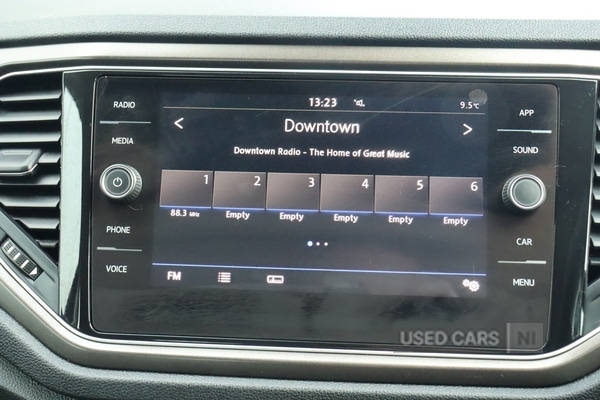 RADIO
MEDIA
PHONE
VOICE
13:23
9.5°C
Downtown
Downtown Radio - The Home of Great Music
1 2 3 4 5 6
88.3 MHz Empty Empty Empty Empty Empty
FM
APP
SOUND
CAR
MENU
USED CARS NI